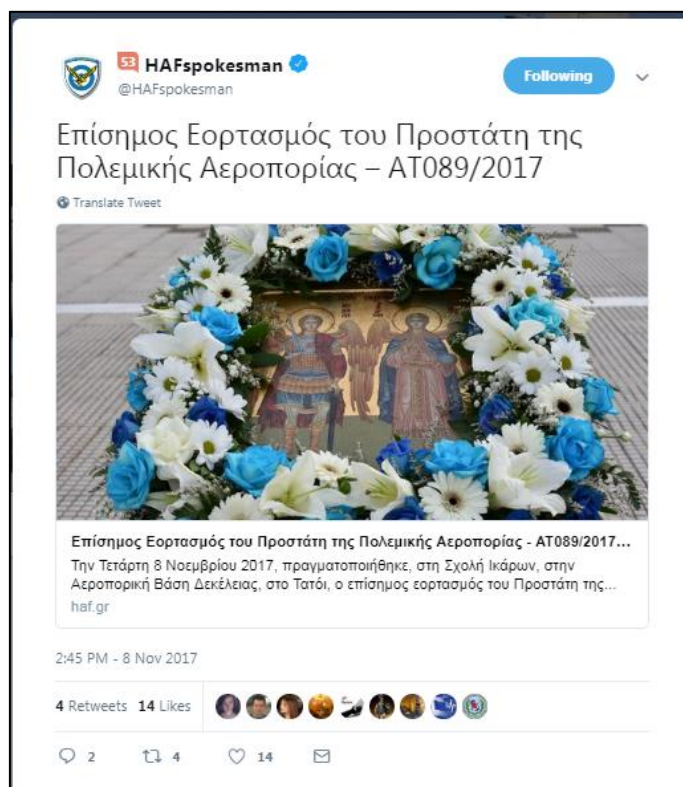 53 HAFspokesman
@HAFspokesman
Following
Επίσημος Εορτασμός του Προστάτη της
Πολεμικής Αεροπορίας – ΑΤ089/2017
Translate Tweet
Επίσημος Εορτασμός του Προστάτη της Πολεμικής Αεροπορίας - ΑΤ089/2017...
Την Τετάρτη 8 Νοεμβρίου 2017, πραγματοποιήθηκε, στη Σχολή Ικάρων, στην
Αεροπορική Βάση Δεκέλειας, στο Τατόι, ο επίσημος εορτασμός του Προστάτη της...
haf.gr
2:45 PM - 8 Nov 2017
4 Retweets 14 Likes
2 4 14